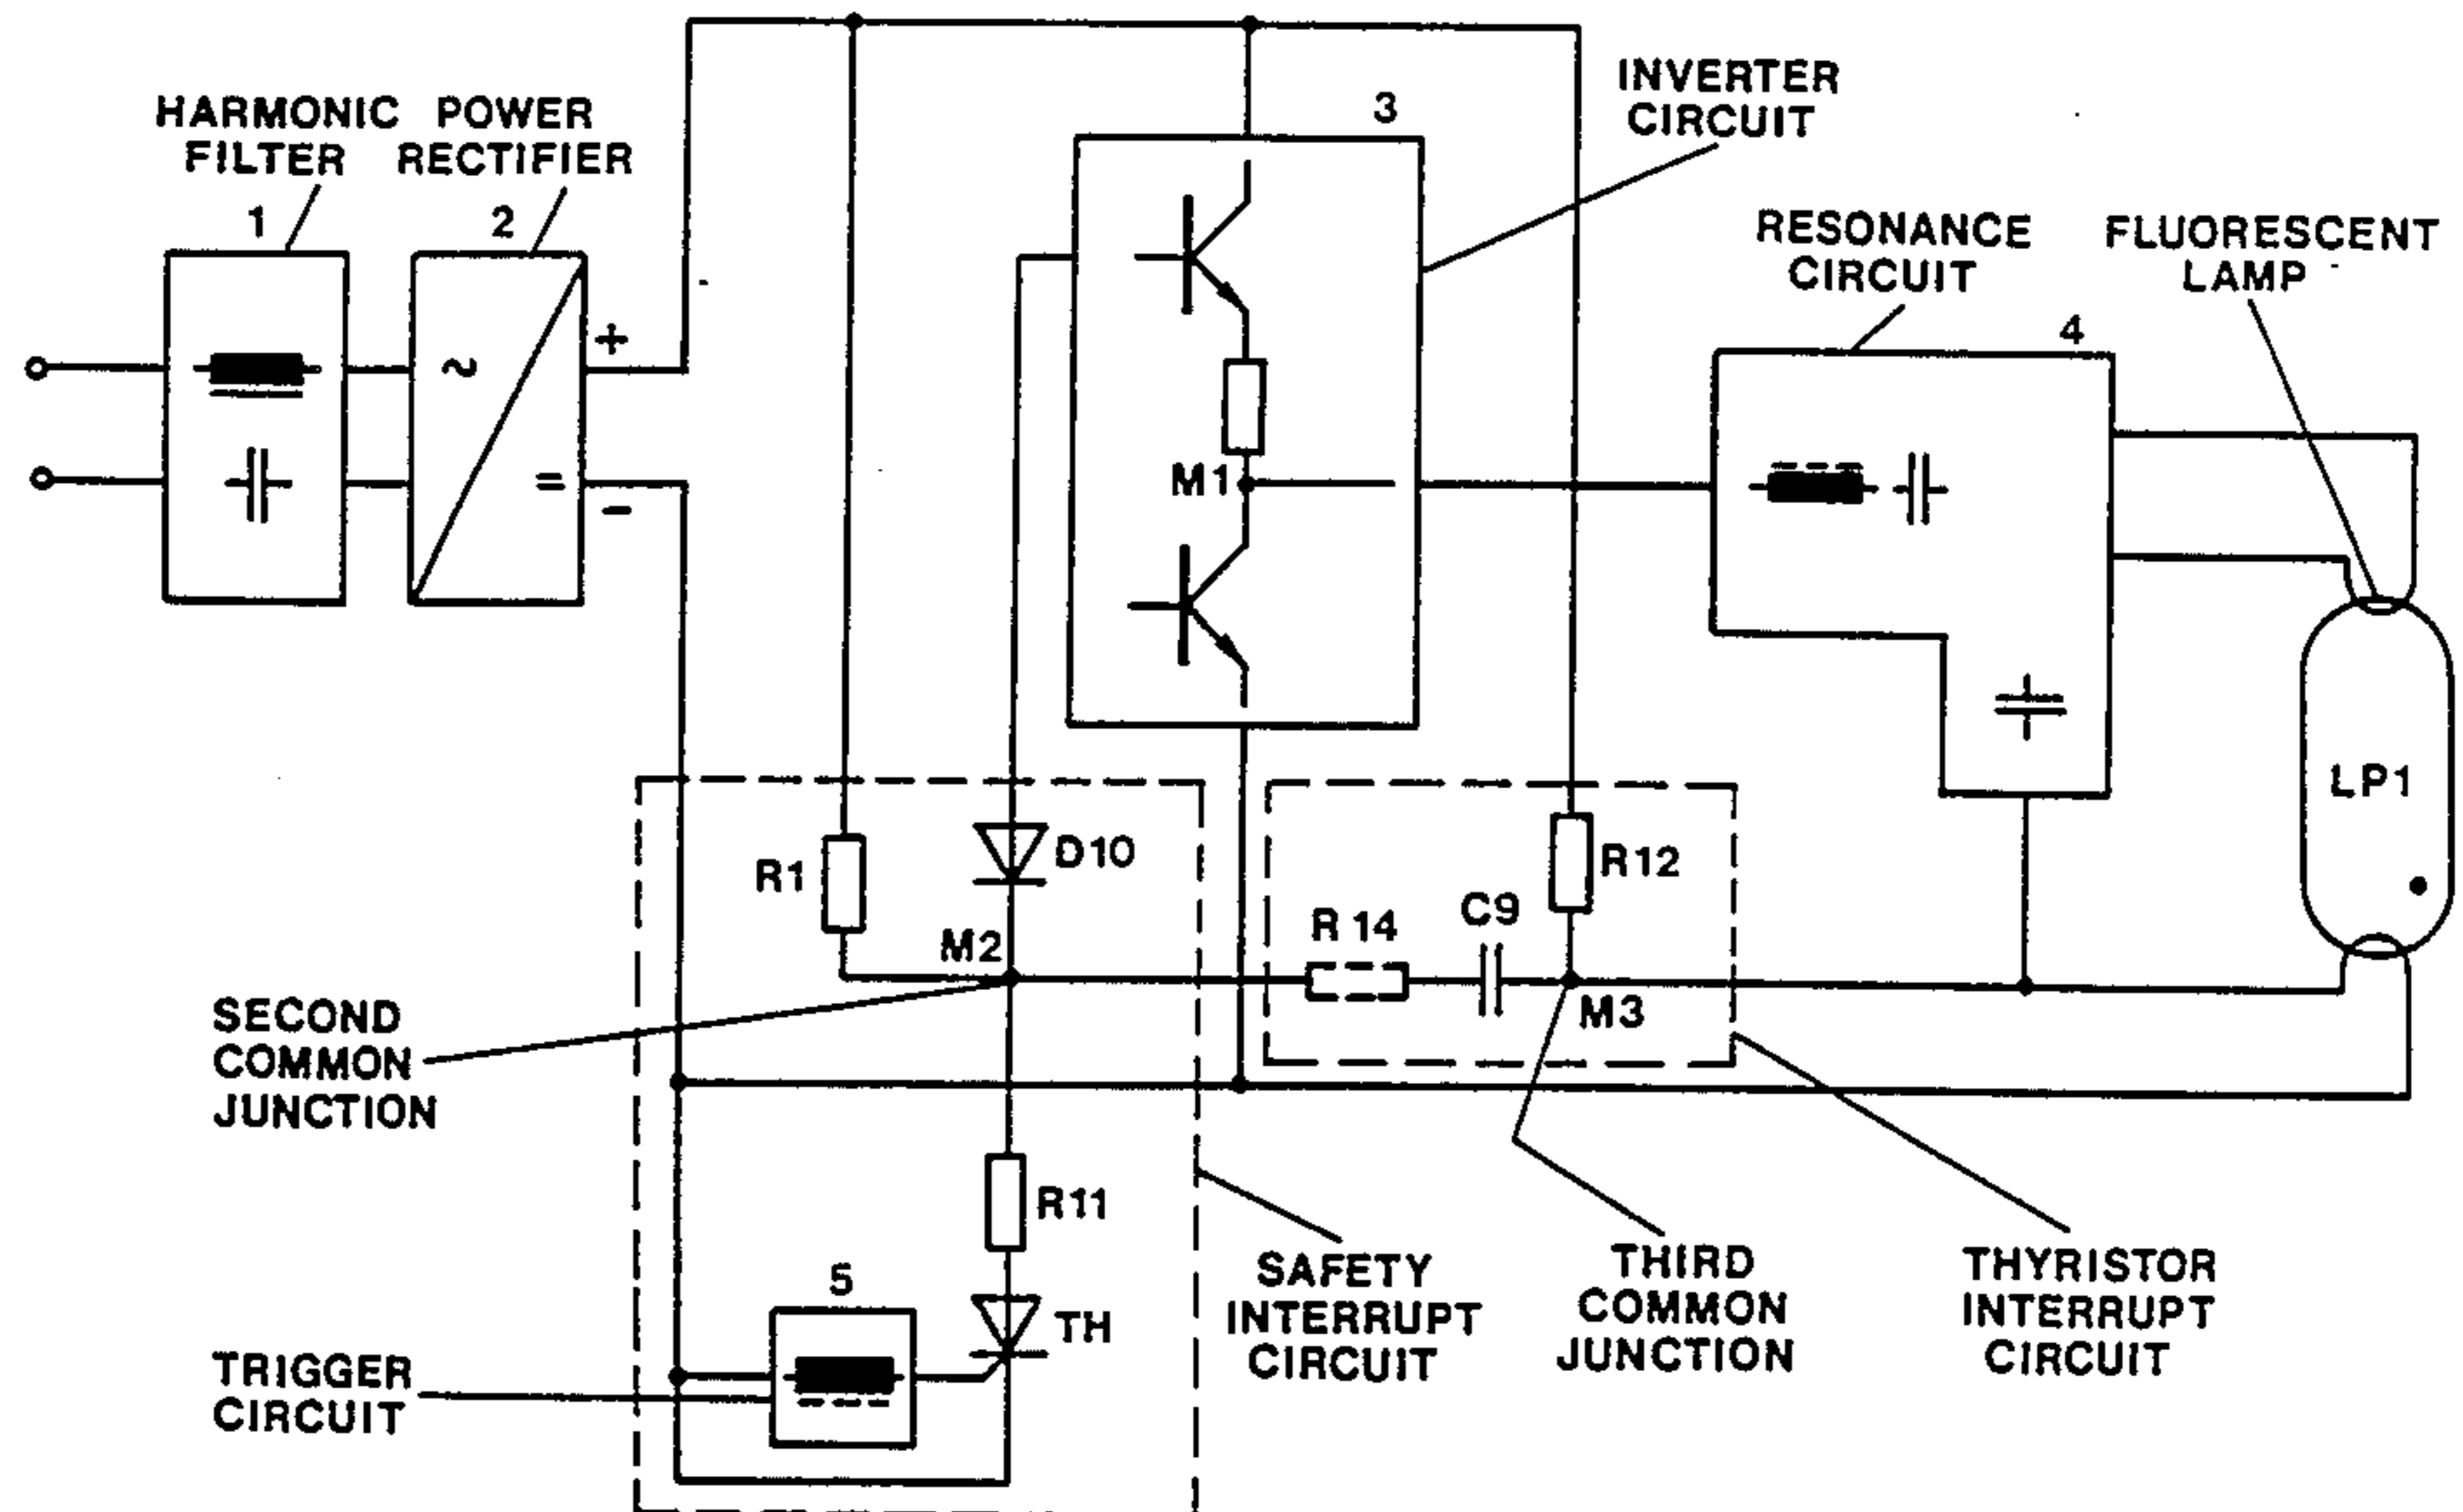 HARMONIC
FILTER
1
POWER
RECTIFIER
2
~
=
+
-
3
INVERTER
CIRCUIT
M1
RESONANCE
CIRCUIT
4
FLUORESCENT
LAMP
LP1
R1
D10
M2
R 14
C9
R12
M3
SECOND
COMMON
JUNCTION
R11
5
TH
TRIGGER
CIRCUIT
SAFETY
INTERRUPT
CIRCUIT
THIRD
COMMON
JUNCTION
THYRISTOR
INTERRUPT
CIRCUIT